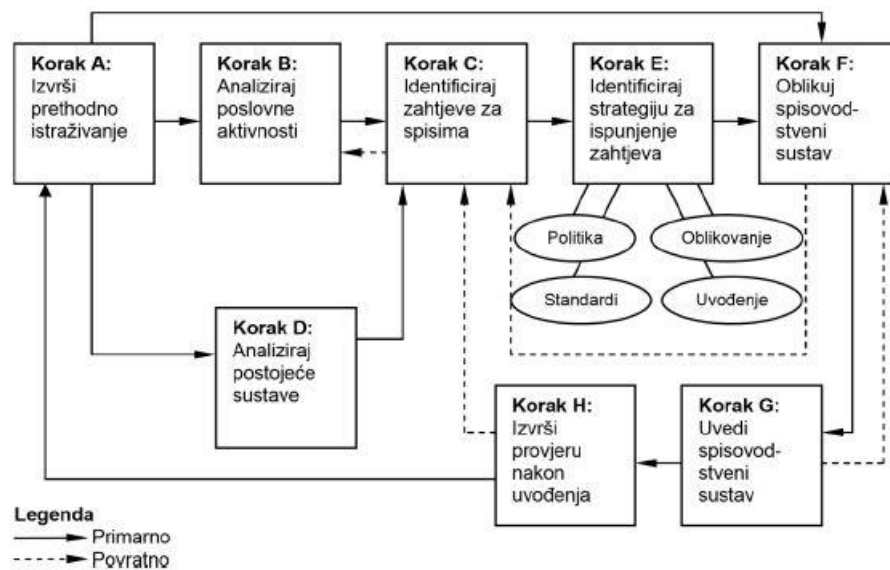 Korak A:
Izvrši
prethodno
istraživanje
Korak B:
Analiziraj
poslovne
aktivnosti
Korak C:
Identificiraj
zahtjeve za
spisima
Korak E:
Identificiraj
strategiju za
ispunjenje
zahtjeva
Korak F:
Oblikuj
spisovod-
stveni
sustav
Politika
Oblikovanje
Standardi
Uvođenje
Korak D:
Analiziraj
postojeće
sustave
Korak H:
Izvrši
provjeru
nakon
uvođenja
Korak G:
Uvedi
spisovod-
stveni
sustav
Legenda
Primarno
Povratno